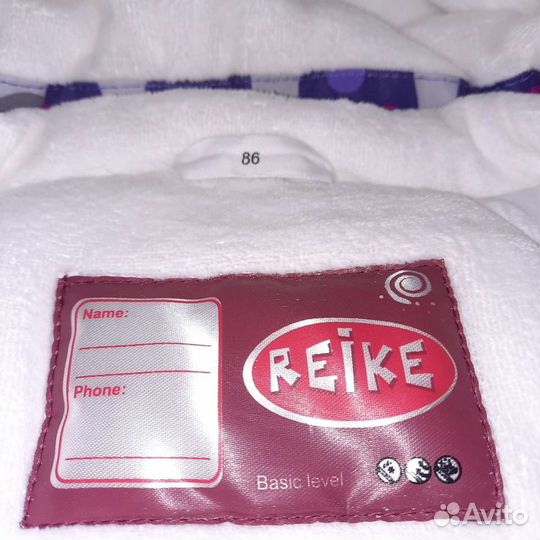 86
Name:
REiKE
Phone:
Basic level
Avito